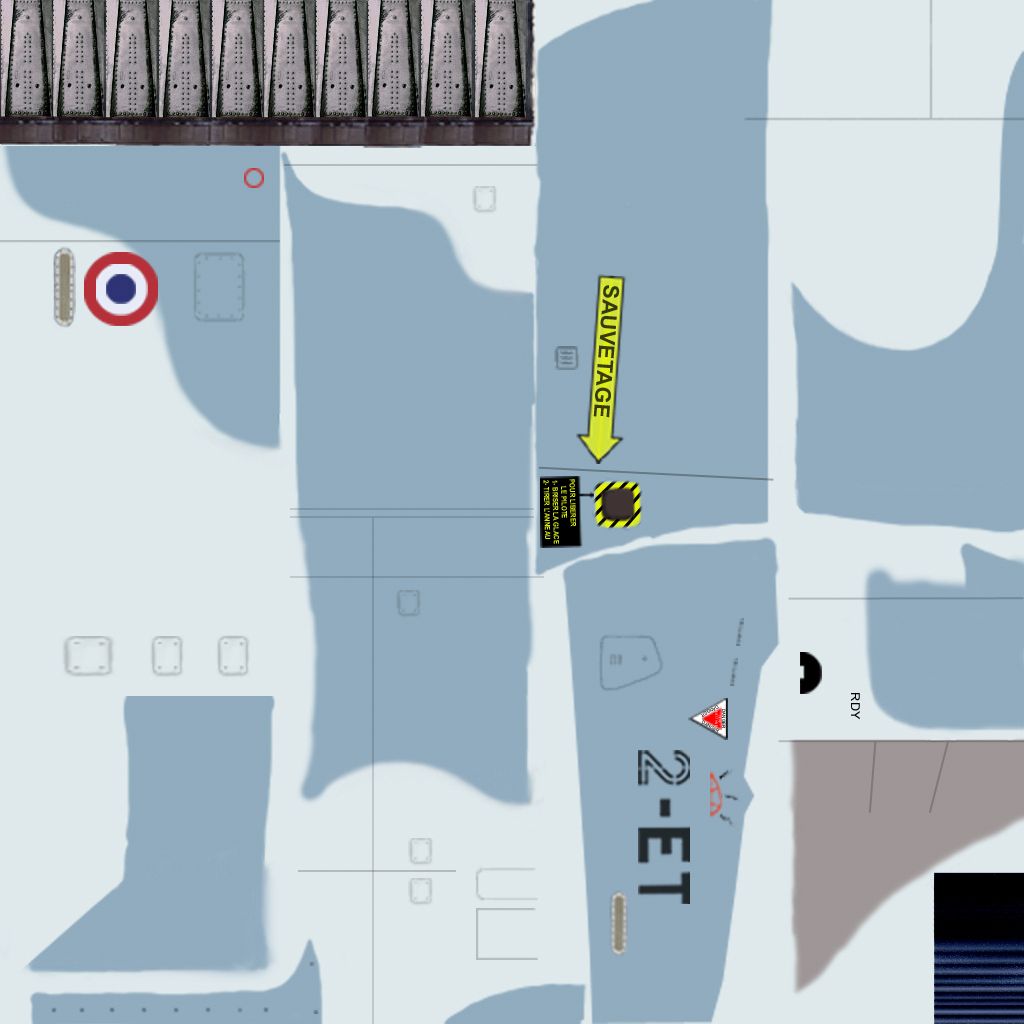 SAUVETAGE
POUR LIBERER
LE PILOTE
1- BRISER LA GLACE
2- TIRER L'ANNEAU
RDY
2-ET